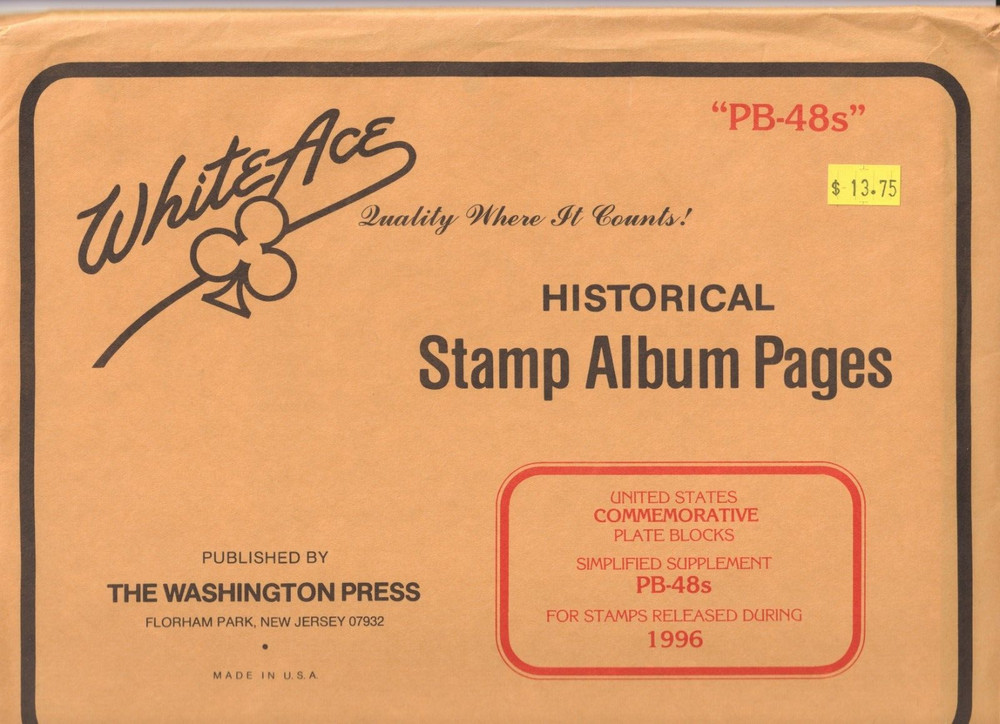 "PB-48s"
WhiteAce
$ 13.75
Quality Where It Counts!
HISTORICAL
Stamp Album Pages
UNITED STATES
COMMEMORATIVE
PLATE BLOCKS
SIMPLIFIED SUPPLEMENT
PB-48s
FOR STAMPS RELEASED DURING
1996
PUBLISHED BY
THE WASHINGTON PRESS
FLORHAM PARK, NEW JERSEY 07932
•
MADE IN U.S.A.